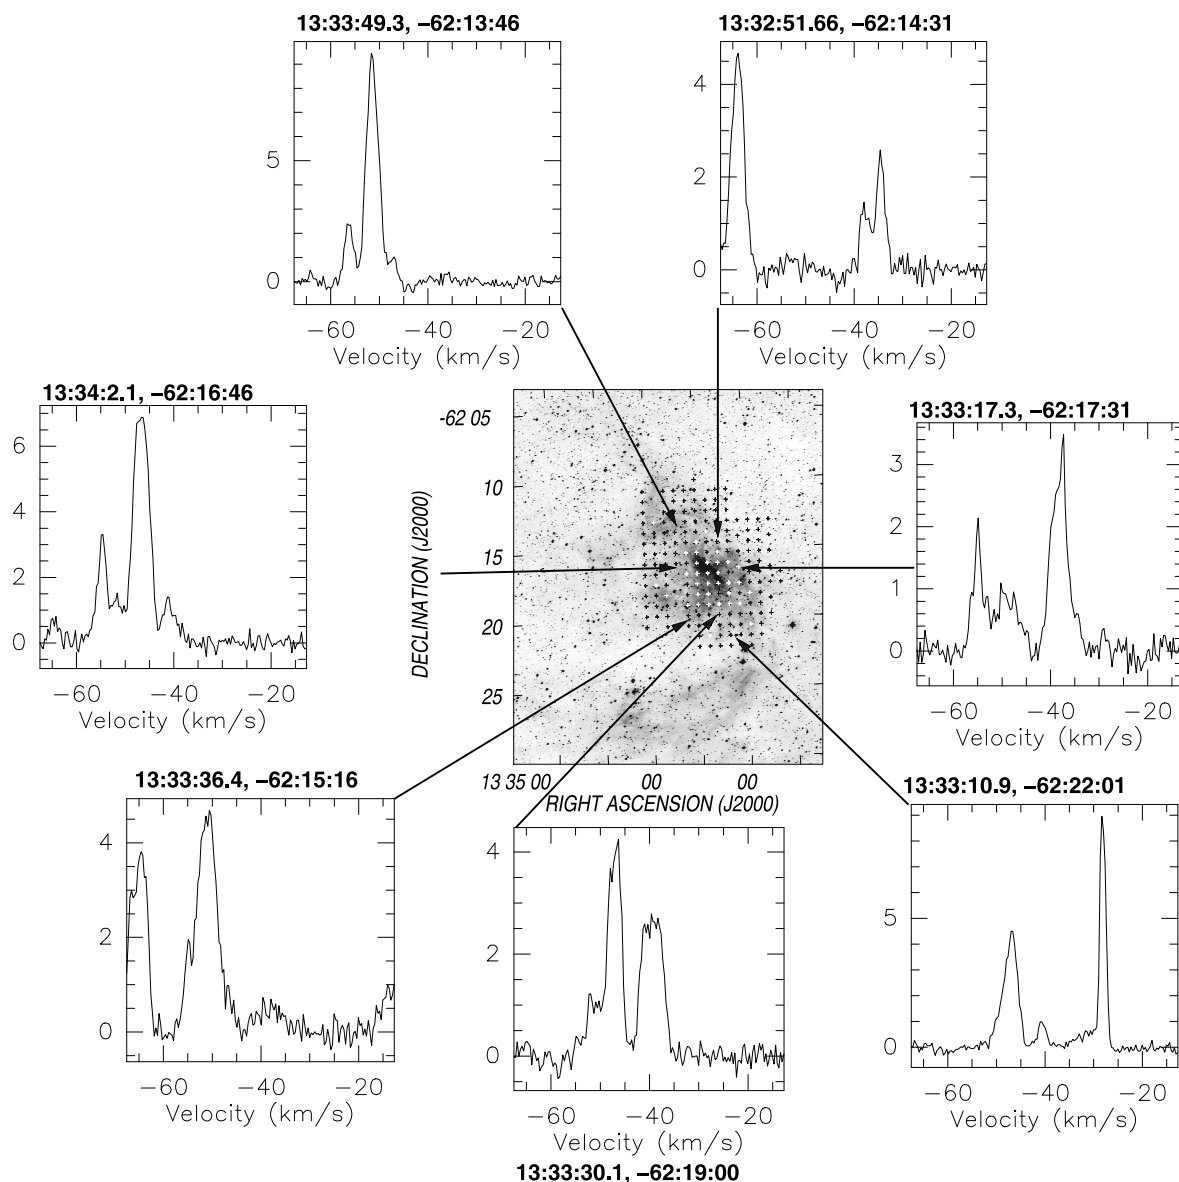 13:33:49.3, −62:13:46
5
0
−60 −40 −20
Velocity (km/s)
13:32:51.66, −62:14:31
4
2
0
−60 −40 −20
Velocity (km/s)
13:34:2.1, −62:16:46
6
4
2
0
−60 −40 −20
Velocity (km/s)
-62 05
10
15
20
25
DECLINATION (J2000)
13 35 00 00 00
RIGHT ASCENSION (J2000)
13:33:17.3, −62:17:31
3
2
1
0
−60 −40 −20
Velocity (km/s)
13:33:36.4, −62:15:16
4
2
0
−60 −40 −20
Velocity (km/s)
4
2
0
−60 −40 −20
Velocity (km/s)
13:33:30.1, −62:19:00
13:33:10.9, −62:22:01
5
0
−60 −40 −20
Velocity (km/s)